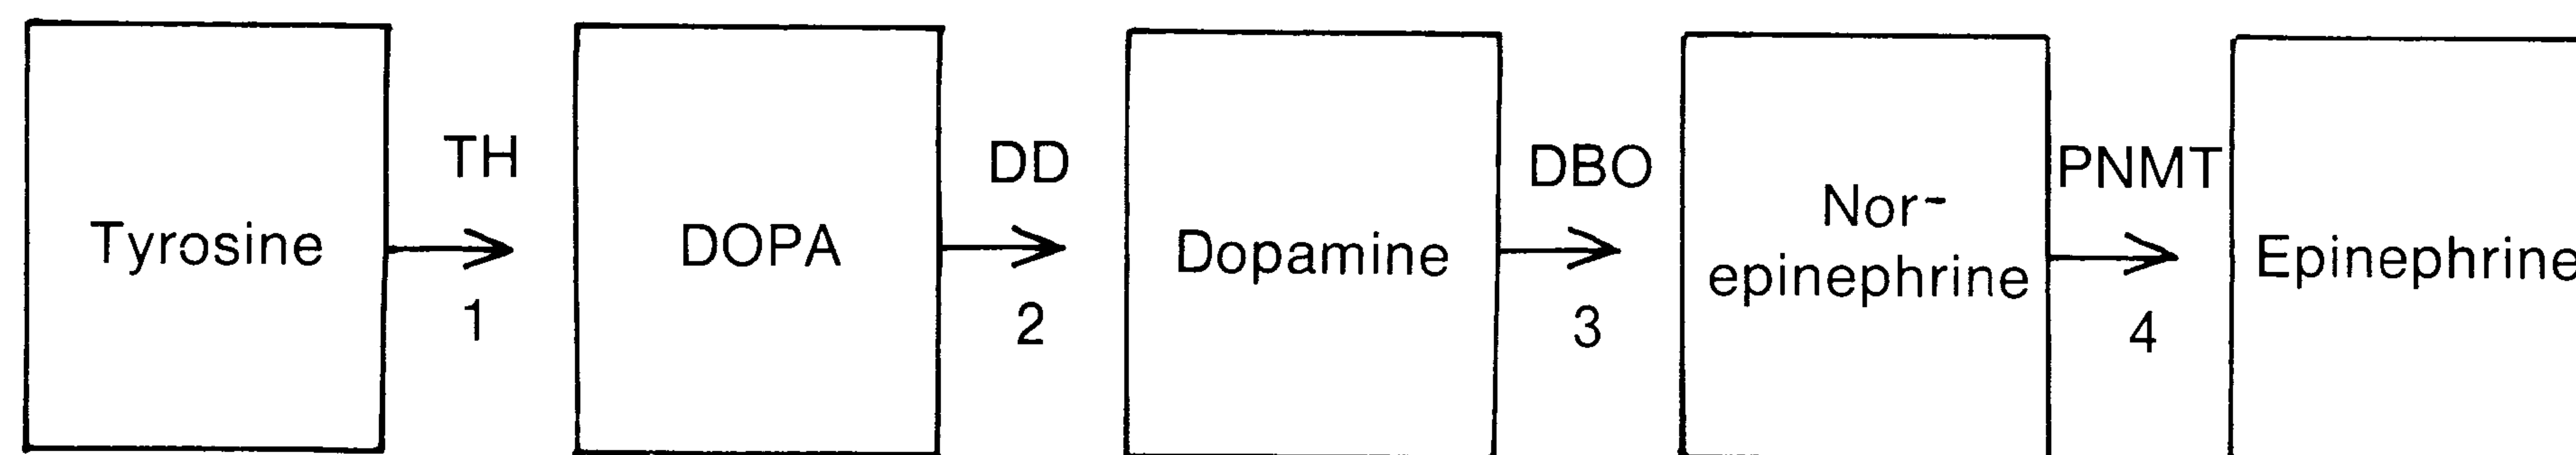 Tyrosine
TH
1
DOPA
DD
2
Dopamine
DBO
3
Nor-
epinephrine
PNMT
4
Epinephrine